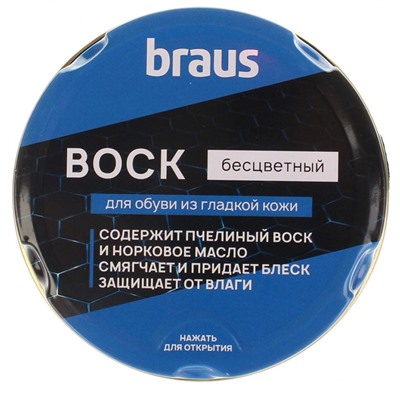 braus
ВОСК бесцветный
для обуви из гладкой кожи
СОДЕРЖИТ ПЧЕЛИНЫЙ ВОСК
И НОРКОВОЕ МАСЛО
СМЯГЧАЕТ И ПРИДАЕТ БЛЕСК
ЗАЩИЩАЕТ ОТ ВЛАГИ
НАЖАТЬ
ДЛЯ ОТКРЫТИЯ